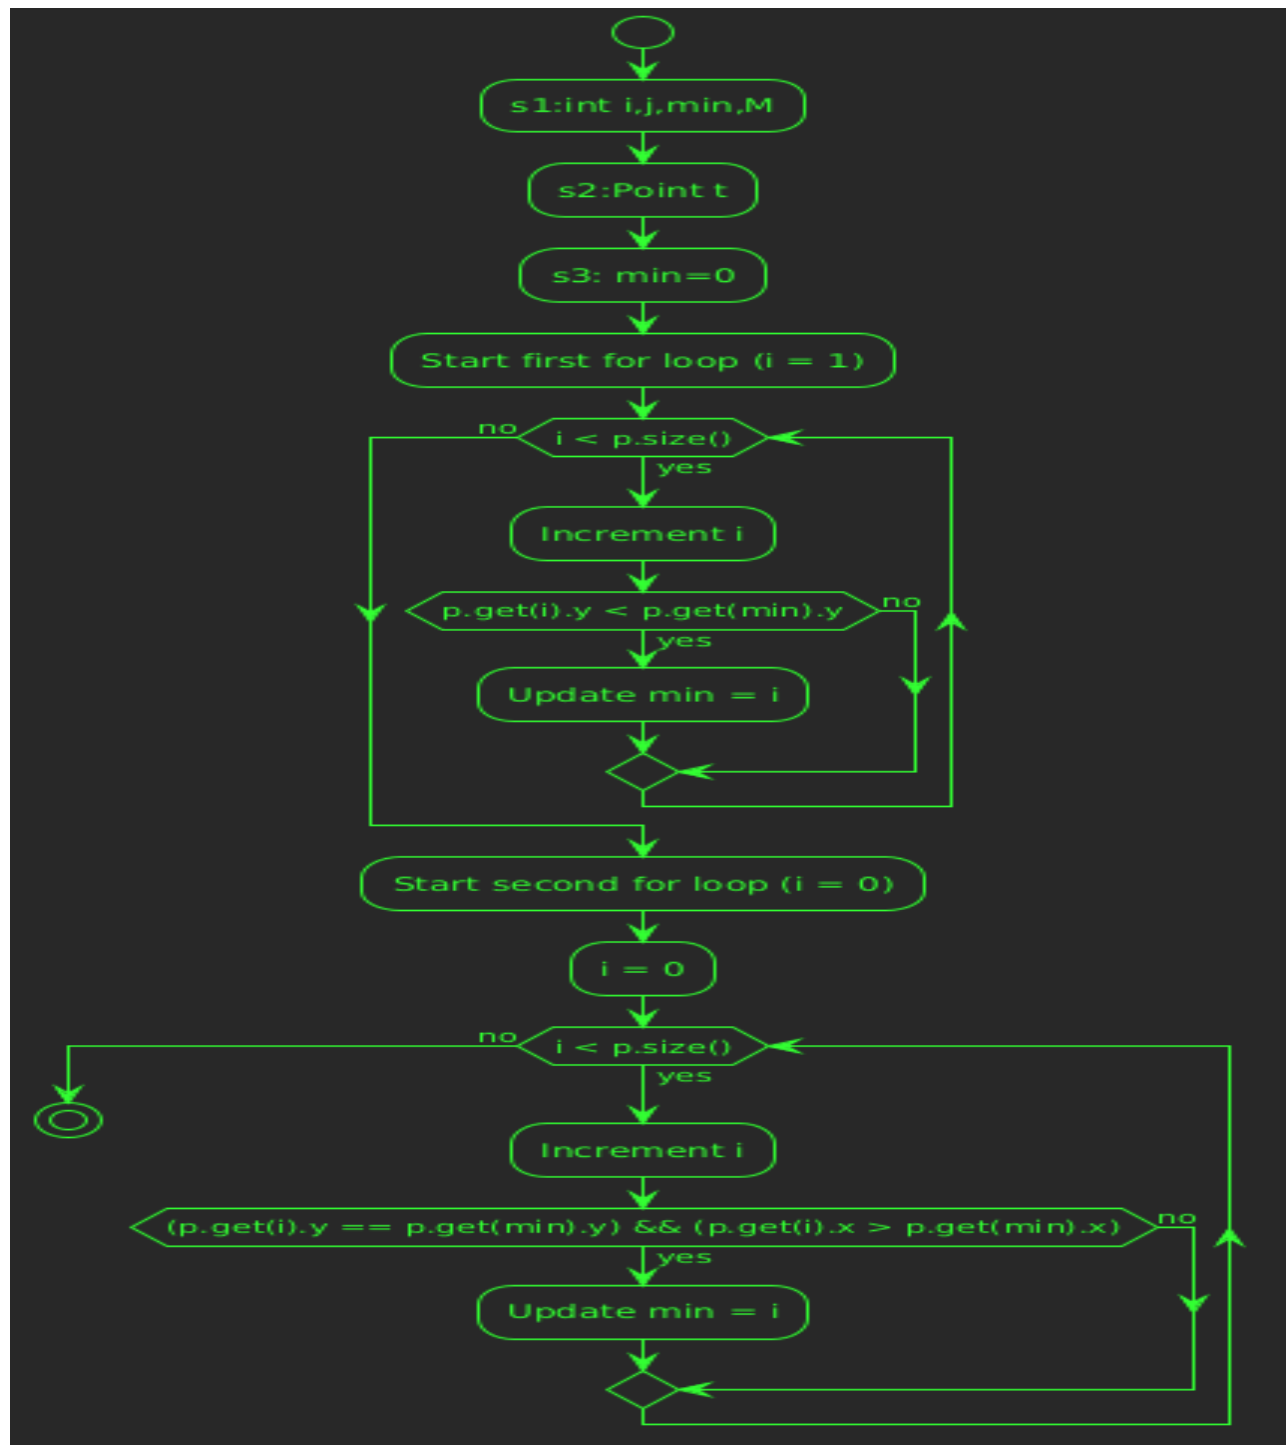 s1:int i,j,min,M
s2:Point t
s3: min=0
Start first for loop (i = 1)
no
i < p.size()
yes
Increment i
p.get(i).y < p.get(min).y
no
yes
Update min = i
Start second for loop (i = 0)
i = 0
no
i < p.size()
yes
Increment i
(p.get(i).y == p.get(min).y) && (p.get(i).x > p.get(min).x)
no
yes
Update min = i